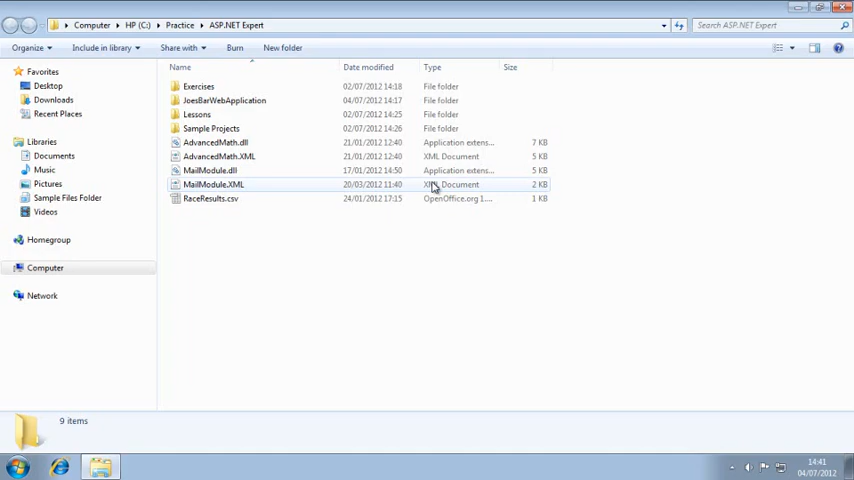 Computer HP (C:) Practice ASP.NET Expert Search ASP.NET Expert
Organize Include in library Share with Burn New folder
Favorites
Desktop
Downloads
Recent Places
Libraries
Documents
Music
Pictures
Sample Files Folder
Videos
Homegroup
Computer
Network
Name Date modified Type Size
Exercises 02/07/2012 14:18 File folder
JoesBarWebApplication 04/07/2012 14:17 File folder
Lessons 02/07/2012 14:25 File folder
Sample Projects 02/07/2012 14:26 File folder
AdvancedMath.dll 21/01/2012 12:40 Application extens... 7 KB
AdvancedMath.XML 21/01/2012 12:40 XML Document 5 KB
MailModule.dll 17/01/2012 14:50 Application extens... 5 KB
MailModule.XML 20/03/2012 11:40 XML Document 2 KB
RaceResults.csv 24/01/2012 17:15 OpenOffice.org 1.... 1 KB
9 items
14:41
04/07/2012